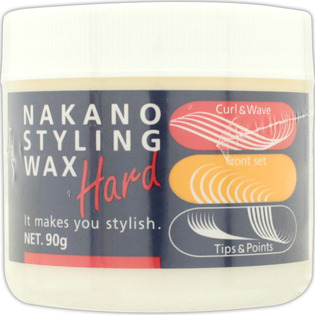 NAKANO
STYLING
WAX
Hard
It makes you stylish.
NET. 90g
Curl & Wave
Front set
Tips & Points